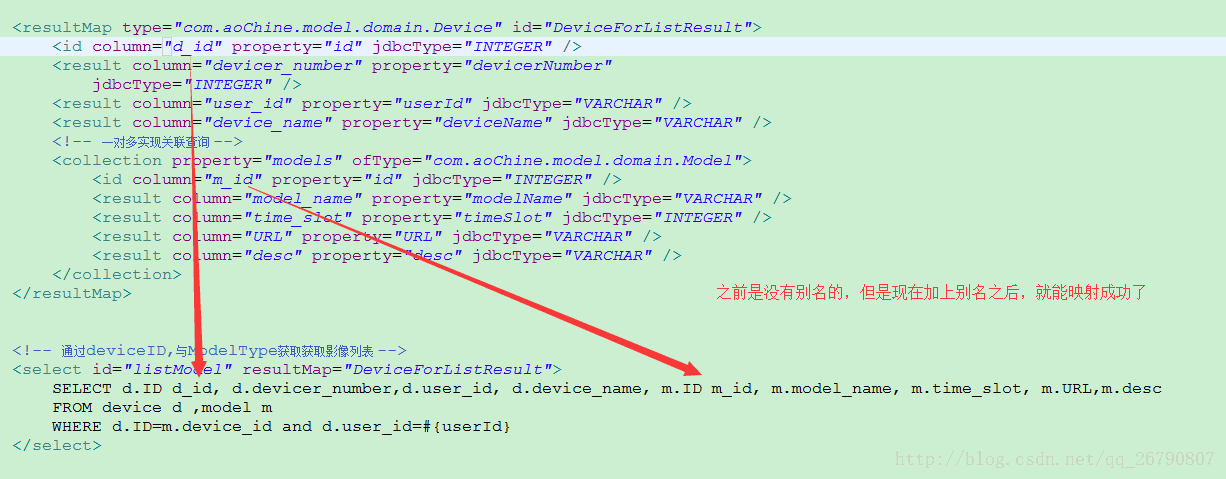 <resultMap type="com.aoChine.model.domain.Device" id="DeviceForListResult">
<id column="d_id" property="id" jdbcType="INTEGER" />
<result column="devicer_number" property="devicerNumber"
jdbcType="INTEGER" />
<result column="user_id" property="userId" jdbcType="VARCHAR" />
<result column="device_name" property="deviceName" jdbcType="VARCHAR" />
<!-- 一对多实现关联查询 -->
<collection property="models" ofType="com.aoChine.model.domain.Model">
<id column="m_id" property="id" jdbcType="INTEGER" />
<result column="model_name" property="modelName" jdbcType="VARCHAR" />
<result column="time_slot" property="timeSlot" jdbcType="INTEGER" />
<result column="URL" property="URL" jdbcType="VARCHAR" />
<result column="desc" property="desc" jdbcType="VARCHAR" />
</collection>
</resultMap>
之前是没有别名的，但是现在加上别名之后，就能映射成功了
<!-- 通过deviceID,与ModelType获取获取影像列表 -->
<select id="listModel" resultMap="DeviceForListResult">
SELECT d.ID d_id, d.devicer_number,d.user_id, d.device_name, m.ID m_id, m.model_name, m.time_slot, m.URL,m.desc
FROM device d ,model m
WHERE d.ID=m.device_id and d.user_id=#{userId}
</select>
http://blog.csdn.net/qq_26790807